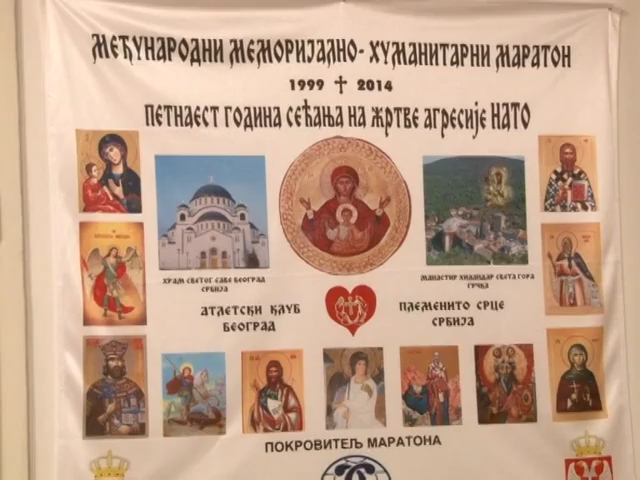 МЕЂУНАРОДНИ МЕМОРИЈАЛНО- ХУМАНИТАРНИ МАРАТОН
1999 ✝ 2014
ПЕТНАЕСТ ГОДИНА СЕЋАЊА НА ЖРТВЕ АГРЕСИЈЕ НАТО
ХРАМ СВЕТОГ САВЕ БЕОГРАД
СРБИЈА
МАНАСТИР ХИЛАНДАР СВЕТА ГОРА
ГРЧКА
АТЛЕТСКИ КЛУБ
БЕОГРАД
ПЛЕМЕНИТО СРЦЕ
СРБИЈА
ПОКРОВИТЕЉ МАРАТОНА